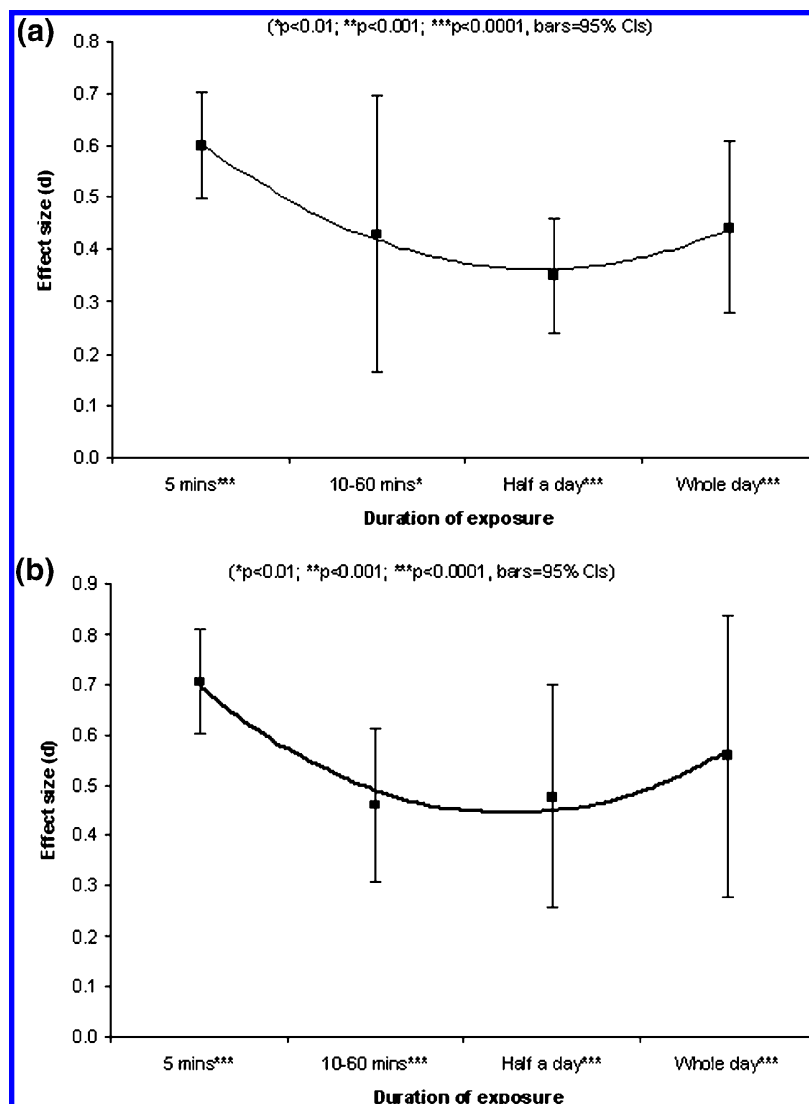 (a)
(*p<0.01; **p<0.001; ***p<0.0001, bars=95% CIs)
0.8
0.7
0.6
0.5
0.4
0.3
0.2
0.1
0.0
Effect size (d)
5 mins*** 10-60 mins* Half a day*** Whole day***
Duration of exposure
(b)
(*p<0.01; **p<0.001; ***p<0.0001, bars=95% CIs)
0.9
0.8
0.7
0.6
0.5
0.4
0.3
0.2
0.1
0.0
Effect size (d)
5 mins*** 10-60 mins*** Half a day*** Whole day***
Duration of exposure